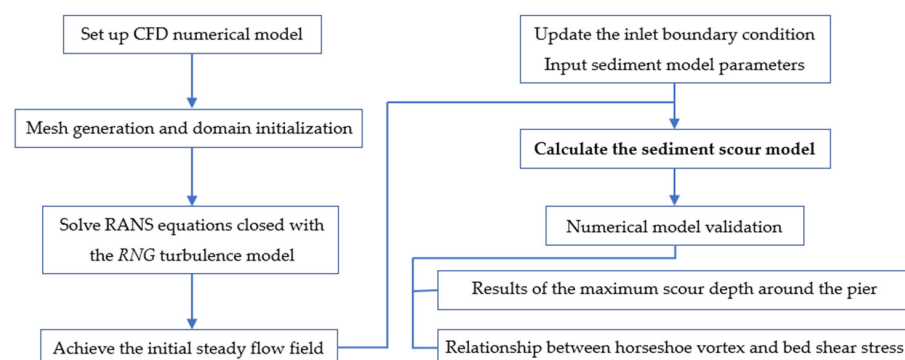 Set up CFD numerical model
Mesh generation and domain initialization
Solve RANS equations closed with
the RNG turbulence model
Achieve the initial steady flow field
Update the inlet boundary condition
Input sediment model parameters
Calculate the sediment scour model
Numerical model validation
Results of the maximum scour depth around the pier
Relationship between horseshoe vortex and bed shear stress